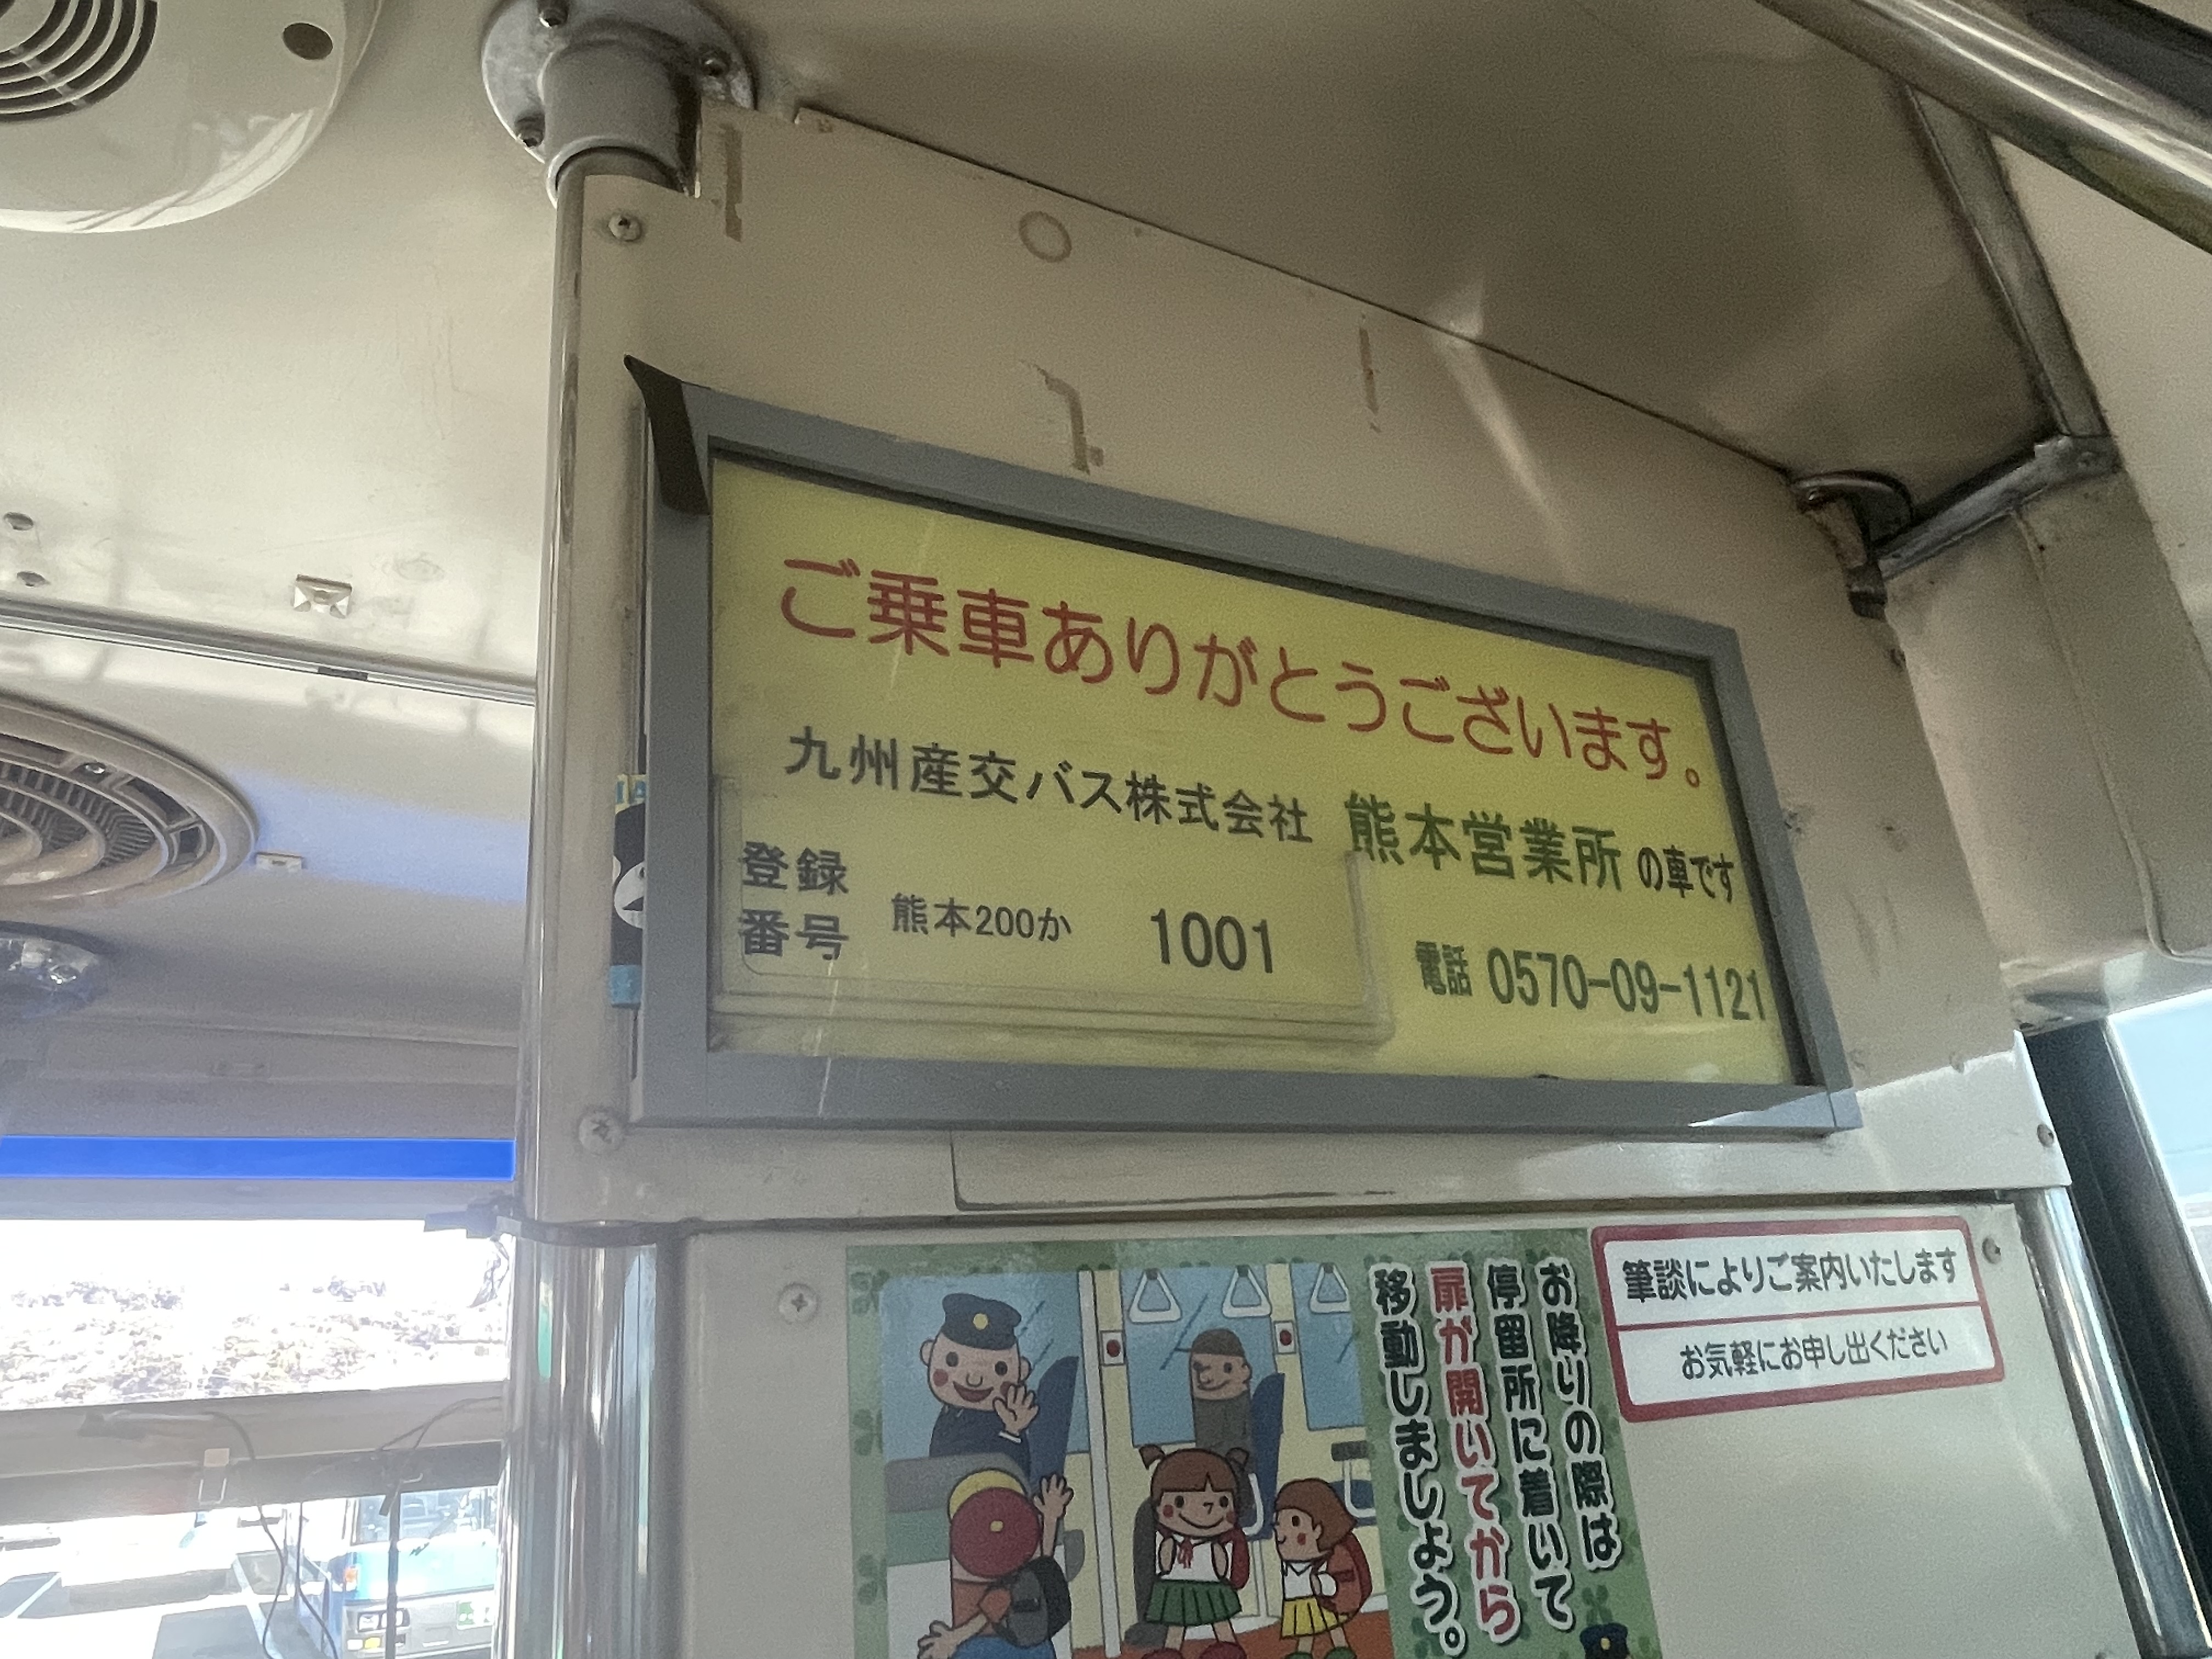 ご乗車ありがとうございます。
九州産交バス株式会社 熊本営業所 の車です
登録
番号 熊本200か 1001
電話 0570-09-1121
筆談によりご案内いたします
お気軽にお申し出ください
お降りの際は
停留所に着いて
扉が開いてから
移動しましょう。